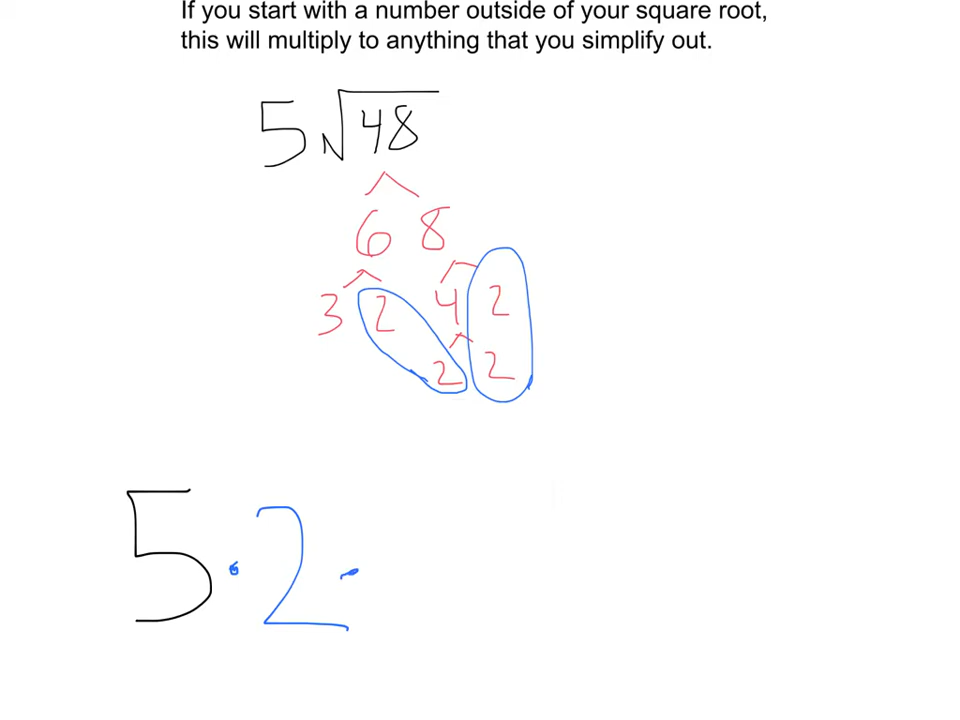 If you start with a number outside of your square root,
this will multiply to anything that you simplify out.
5√48
6 8
3 2 4 2
2 2
5·2·